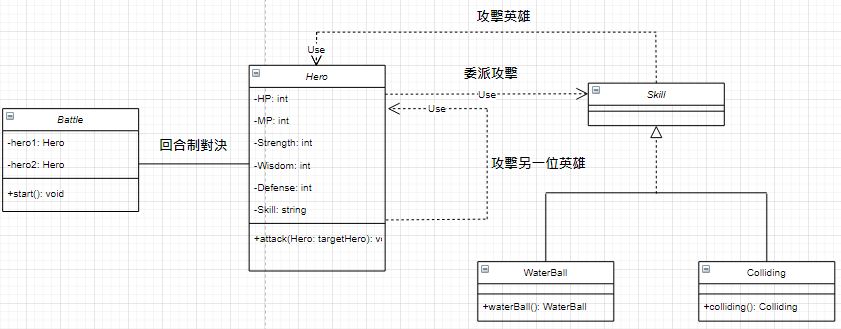 攻擊英雄
Use
Hero
-HP: int
-MP: int
-Strength: int
-Wisdom: int
-Defense: int
-Skill: string
+attack(Hero: targetHero): v
委派攻擊
Use
Skill
Use
攻擊另一位英雄
Battle
-hero1: Hero
-hero2: Hero
+start(): void
回合制對決
WaterBall
+waterBall(): WaterBall
Colliding
+colliding(): Colliding